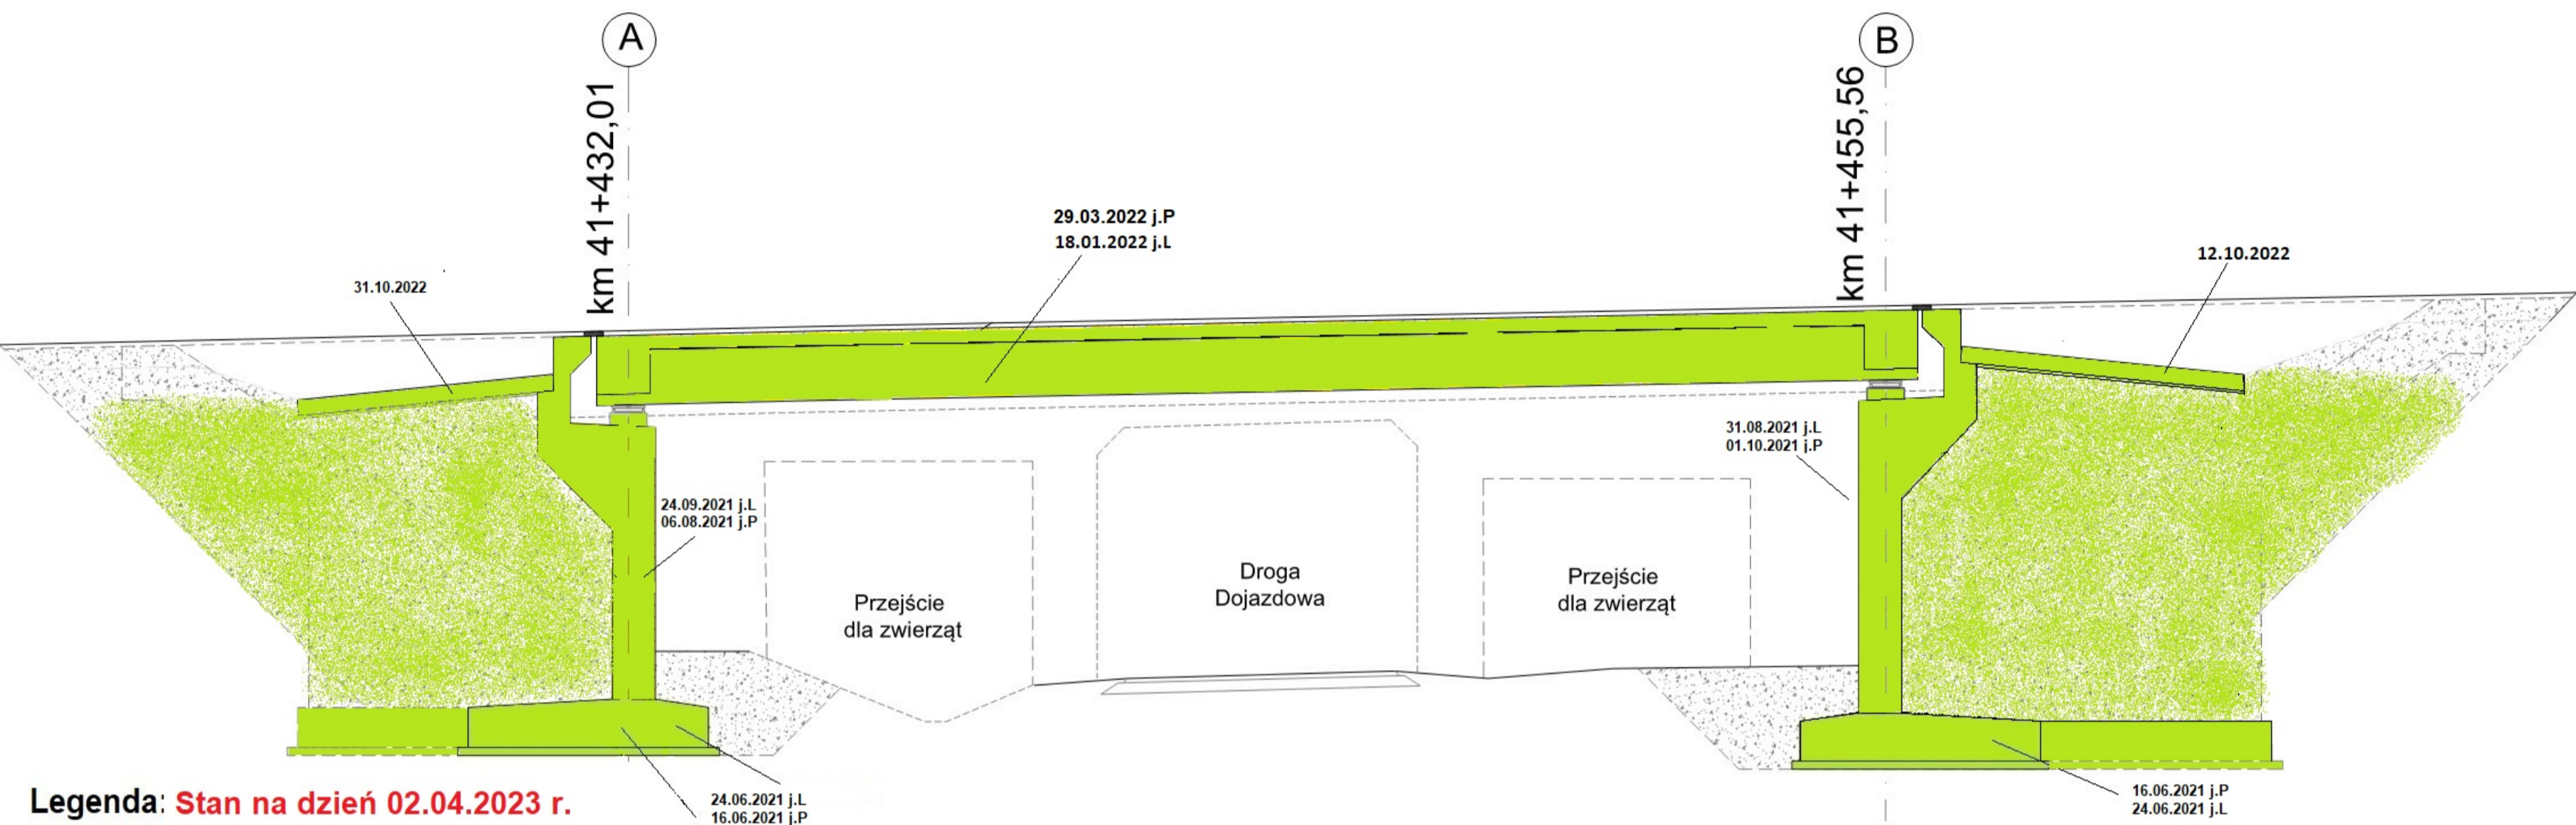 A
B
km 41+432,01
km 41+455,56
29.03.2022 j.P
18.01.2022 j.L
12.10.2022
31.10.2022
31.08.2021 j.L
01.10.2021 j.P
24.09.2021 j.L
06.08.2021 j.P
Przejście
dla zwierząt
Droga
Dojazdowa
Przejście
dla zwierząt
24.06.2021 j.L
16.06.2021 j.P
16.06.2021 j.P
24.06.2021 j.L
Legenda: Stan na dzień 02.04.2023 r.